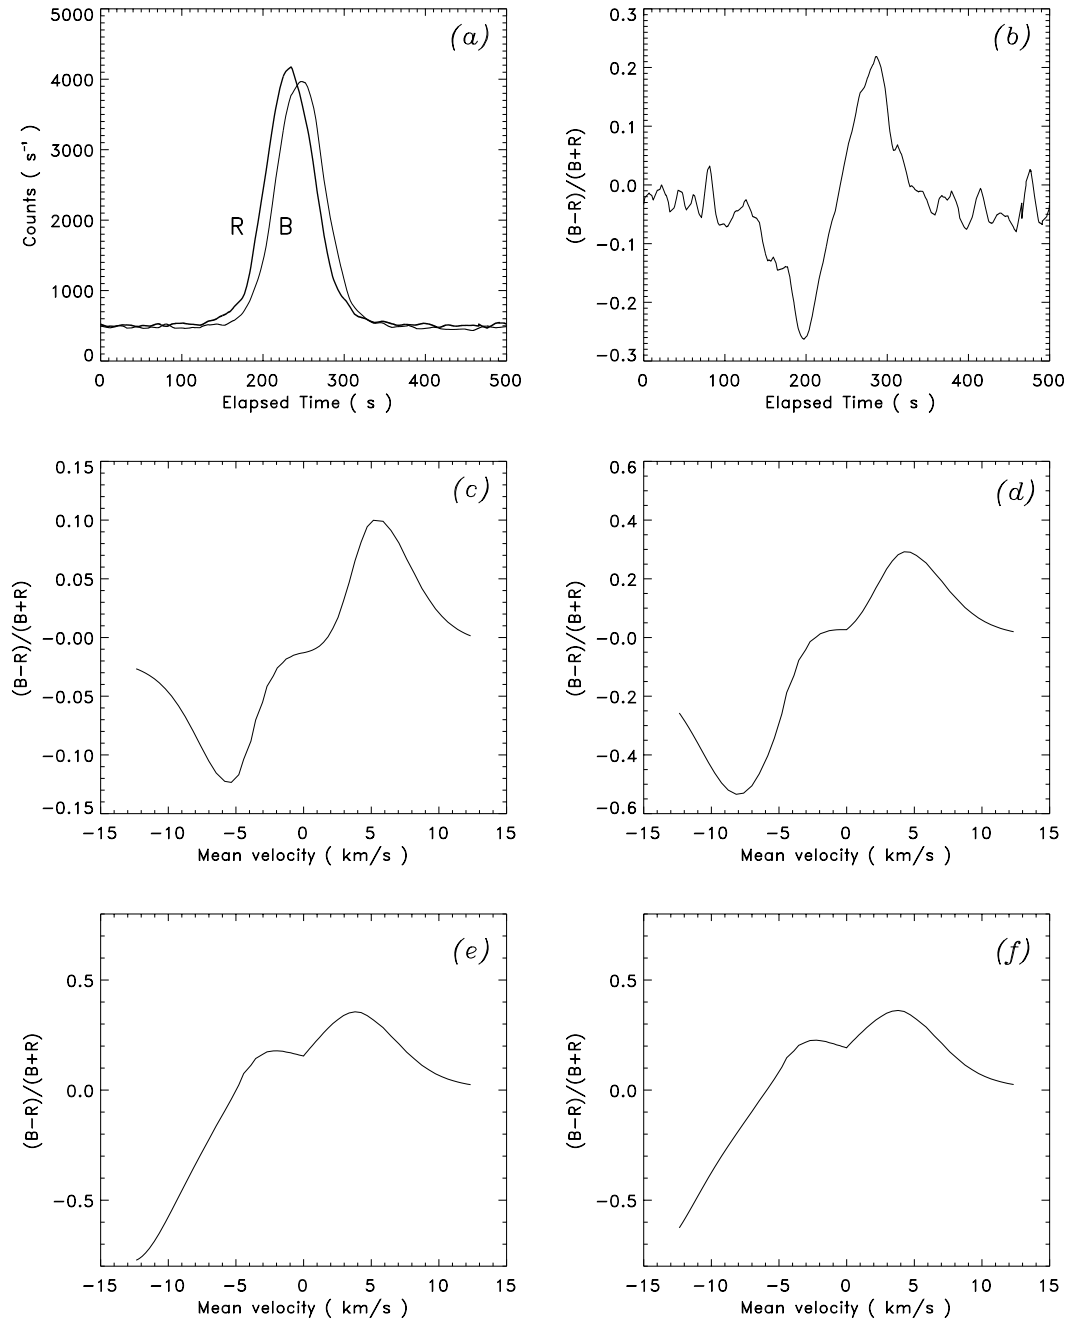 (a)
5000
4000
3000
2000
1000
0
Counts ( s⁻¹ )
R B
0 100 200 300 400 500
Elapsed Time ( s )
(b)
0.3
0.2
0.1
0.0
−0.1
−0.2
−0.3
(B−R)/(B+R)
0 100 200 300 400 500
Elapsed Time ( s )
(c)
0.15
0.10
0.05
−0.00
−0.05
−0.10
−0.15
(B−R)/(B+R)
−15 −10 −5 0 5 10 15
Mean velocity ( km/s )
(d)
0.6
0.4
0.2
−0.0
−0.2
−0.4
−0.6
(B−R)/(B+R)
−15 −10 −5 0 5 10 15
Mean velocity ( km/s )
(e)
0.5
0.0
−0.5
(B−R)/(B+R)
−15 −10 −5 0 5 10 15
Mean velocity ( km/s )
(f)
0.5
0.0
−0.5
(B−R)/(B+R)
−15 −10 −5 0 5 10 15
Mean velocity ( km/s )